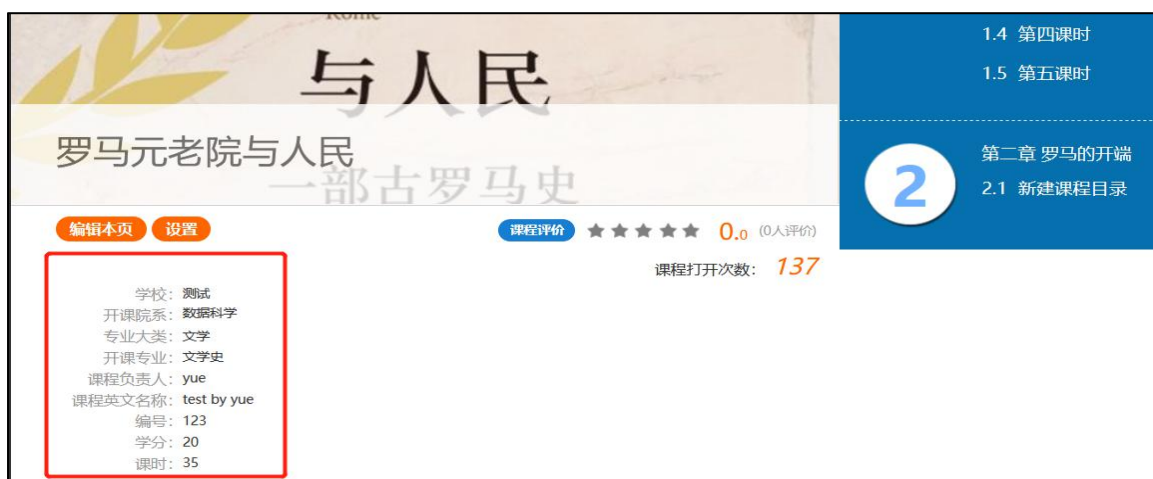 与人民
罗马元老院与人民
一部古罗马史
编辑本页 设置
课程评价 0.0 (0人评价)
课程打开次数： 137
学校： 测试
开课院系： 数据科学
专业大类： 文学
开课专业： 文学史
课程负责人： yue
课程英文名称： test by yue
编号： 123
学分： 20
课时： 35
1.4 第四课时
1.5 第五课时
2
第二章 罗马的开端
2.1 新建课程目录